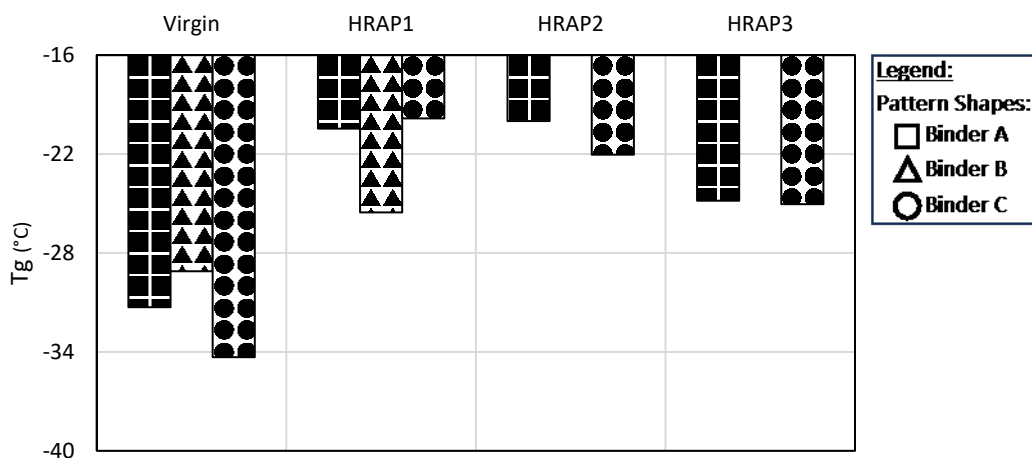 Virgin HRAP1 HRAP2 HRAP3
-16
-22
-28
-34
-40
Tg (°C)
Legend:
Pattern Shapes:
Binder A
Binder B
Binder C